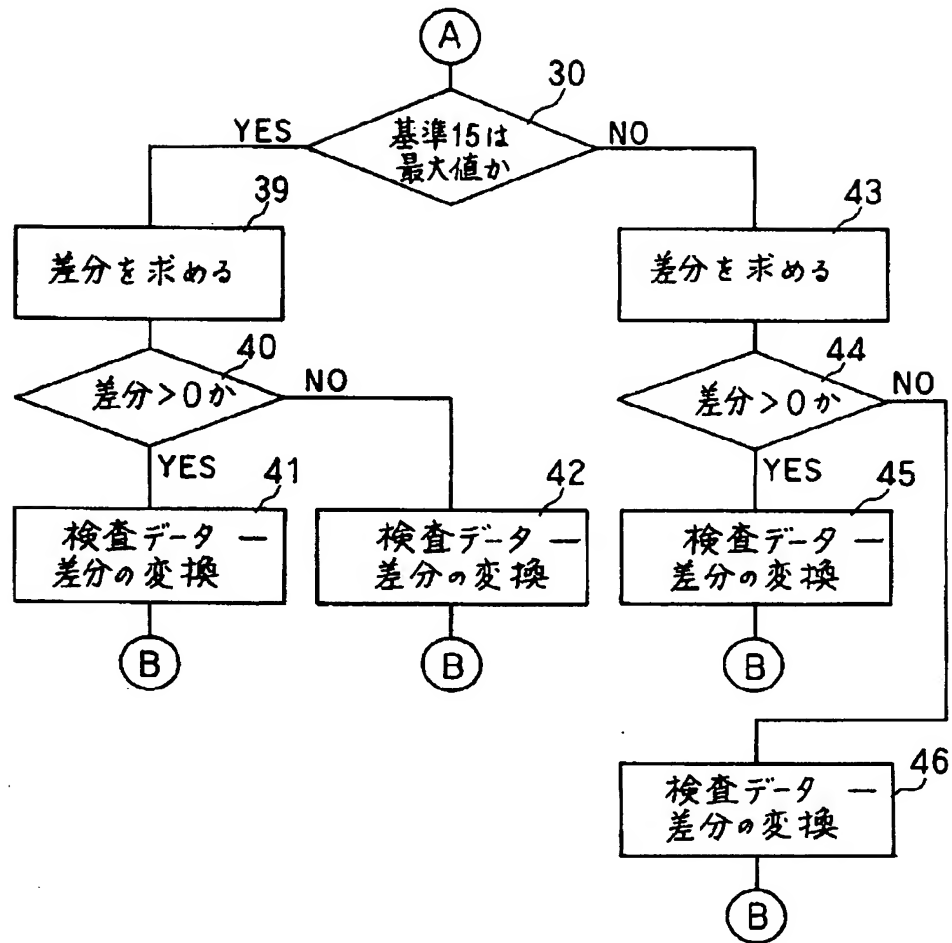 A
30
YES
基準15は
最大値か
NO
39
差分を求める
43
差分を求める
40
差分>0か
NO
44
差分>0か
NO
YES
YES
41
検査データ ー
差分の変換
42
検査データ ー
差分の変換
45
検査データ ー
差分の変換
B
B
B
46
検査データ ー
差分の変換
B